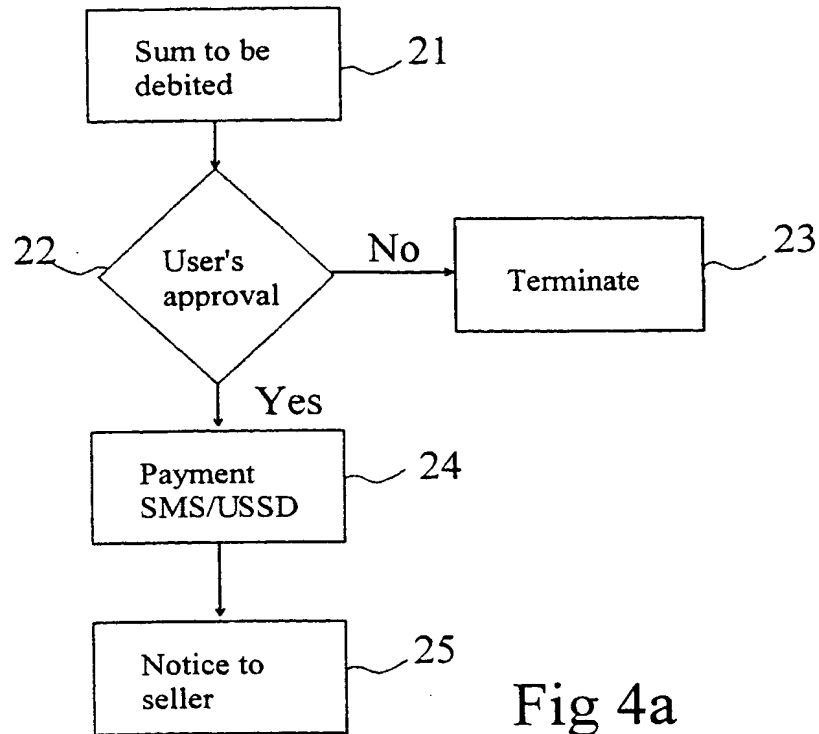 Sum to be
debited
21
22
User's
approval
No
Terminate
23
Yes
Payment
SMS/USSD
24
Notice to
seller
25
Fig 4a